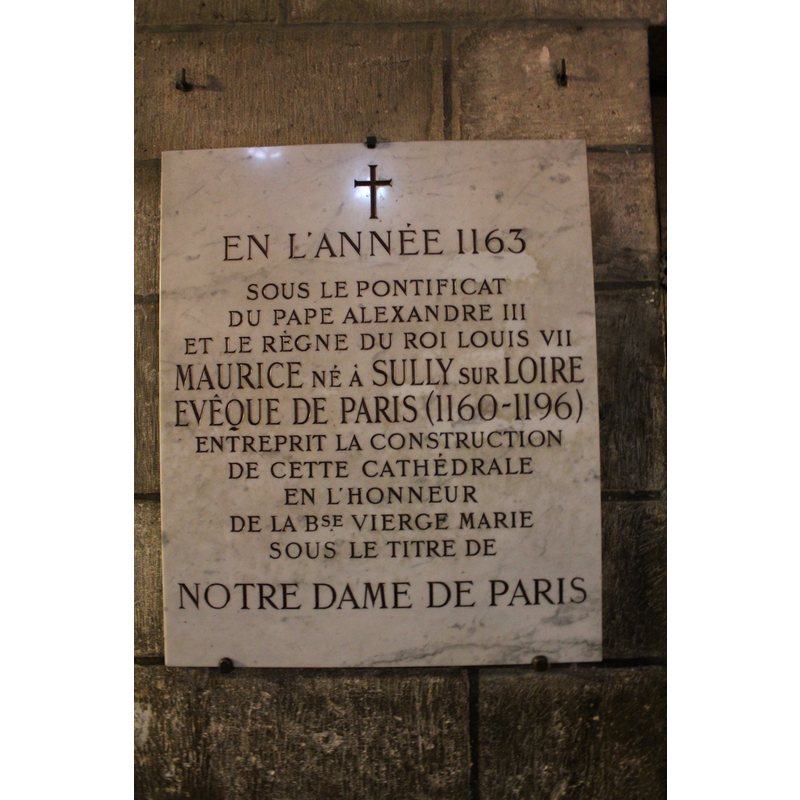 EN L'ANNÉE 1163
SOUS LE PONTIFICAT
DU PAPE ALEXANDRE III
ET LE RÈGNE DU ROI LOUIS VII
MAURICE NÉ À SULLY SUR LOIRE
EVÊQUE DE PARIS (1160-1196)
ENTREPRIT LA CONSTRUCTION
DE CETTE CATHÉDRALE
EN L'HONNEUR
DE LA BSE VIERGE MARIE
SOUS LE TITRE DE
NOTRE DAME DE PARIS